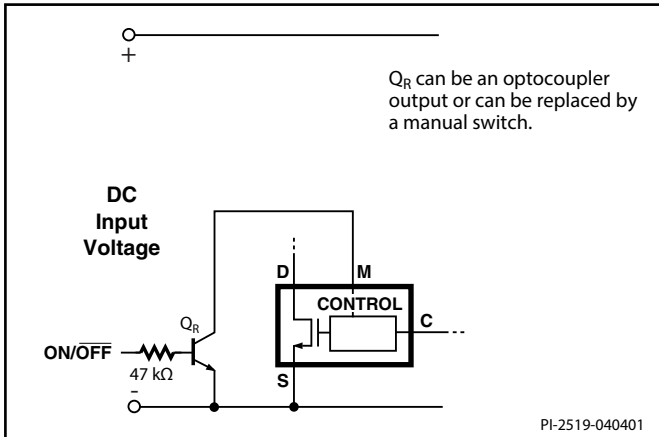 +
QR can be an optocoupler
output or can be replaced by
a manual switch.
DC
Input
Voltage
D
M
CONTROL
C
QR
ON/OFF
47 kΩ
S
-
PI-2519-040401